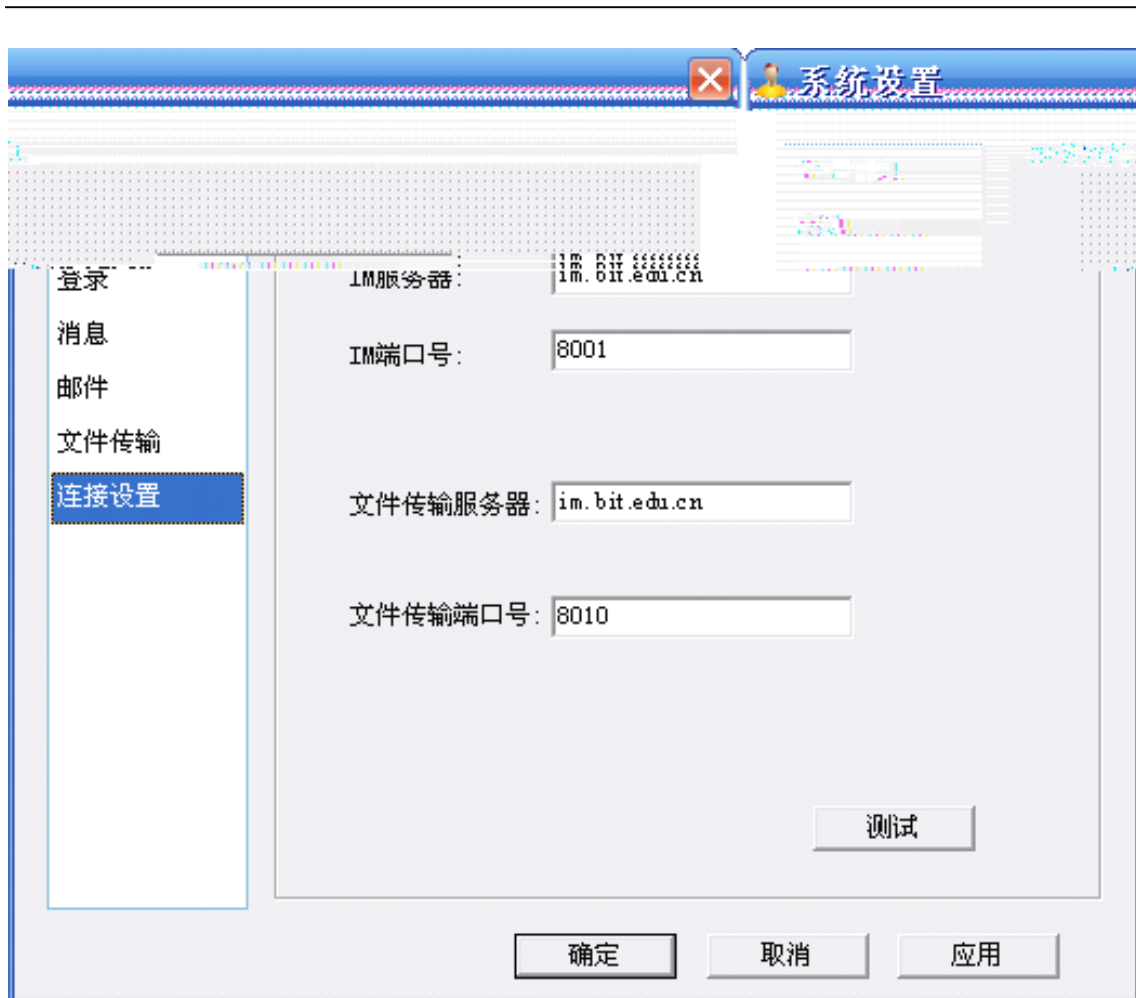 系统设置
登录
IM服务器:
im.bit.edu.cn
消息
IM端口号:
8001
邮件
文件传输
连接设置
文件传输服务器:
im.bit.edu.cn
文件传输端口号:
8010
测试
确定
取消
应用